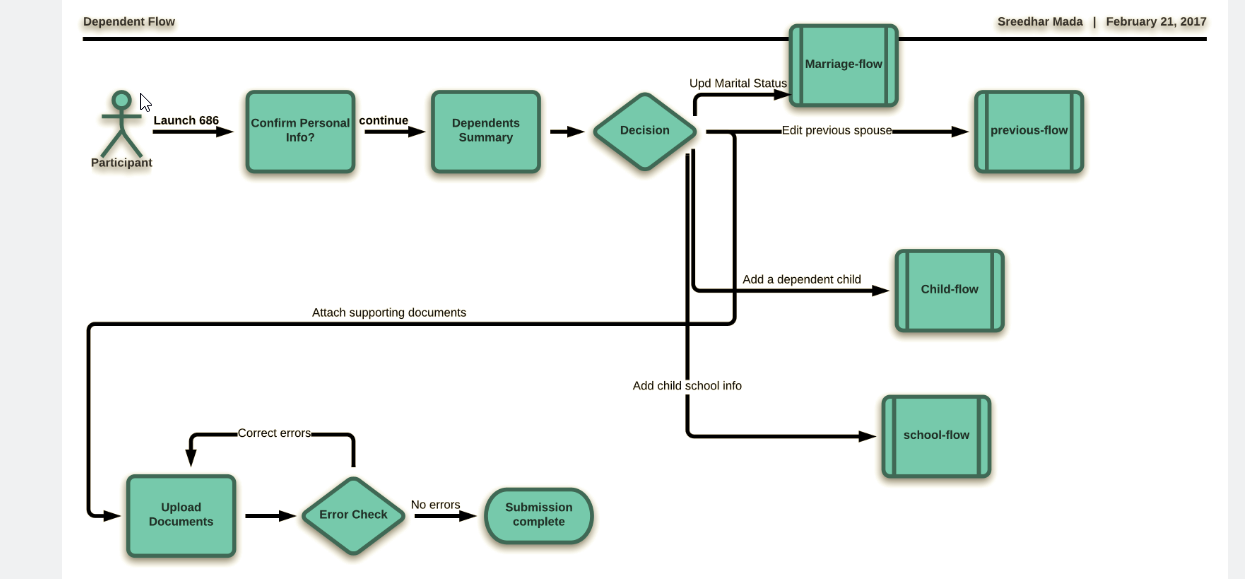 Dependent Flow
Sreedhar Mada | February 21, 2017
Marriage-flow
Upd Marital Status
Launch 686
Confirm Personal
Info?
continue
Dependents
Summary
Decision
Edit previous spouse
previous-flow
Participant
Add a dependent child
Child-flow
Attach supporting documents
Add child school info
school-flow
Correct errors
Upload
Documents
Error Check
No errors
Submission
complete